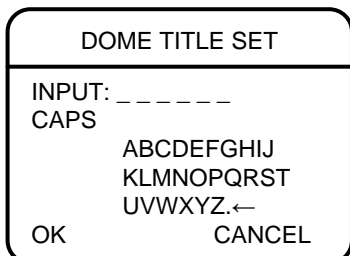 DOME TITLE SET
INPUT: _ _ _ _ _ _
CAPS
ABCDEFGHIJ
KLMNOPQRST
UVWXYZ.←
OK CANCEL